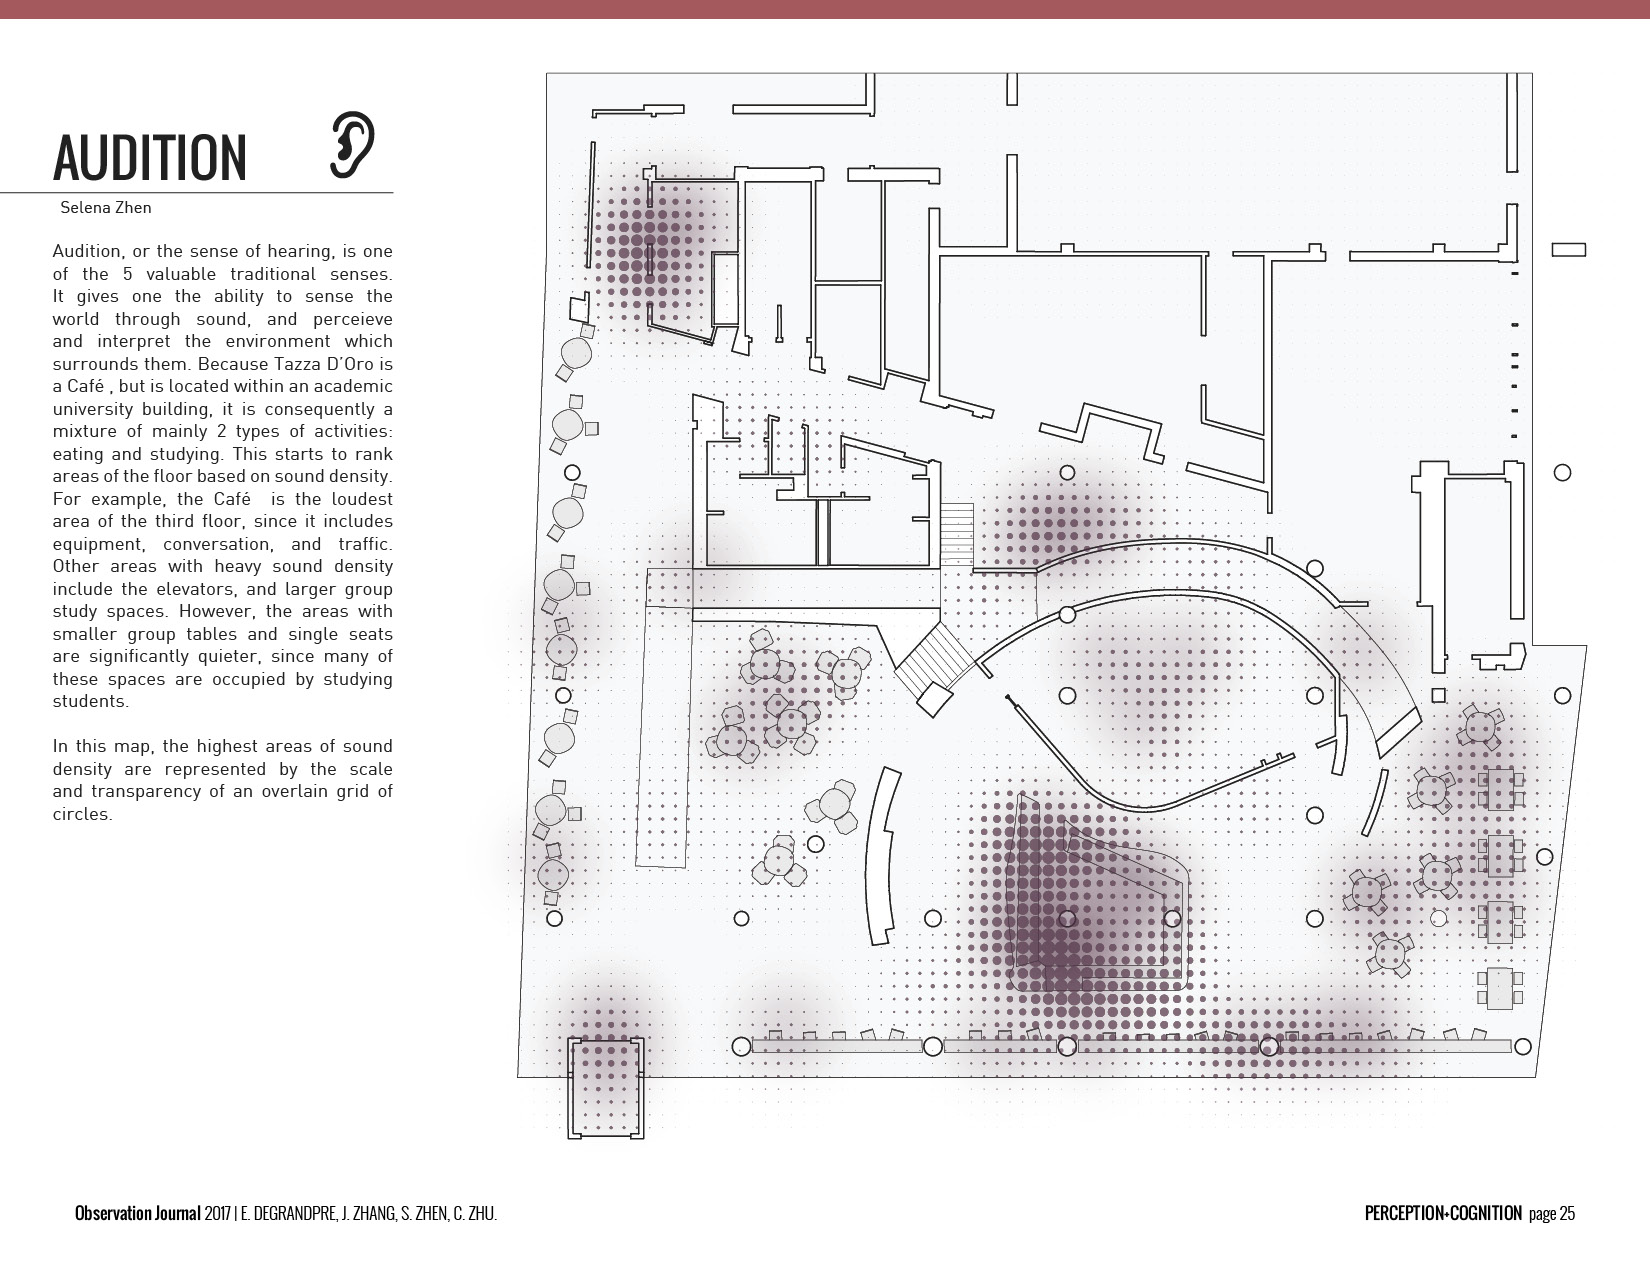 AUDITION
Selena Zhen
Audition, or the sense of hearing, is one
of the 5 valuable traditional senses.
It gives one the ability to sense the
world through sound, and perceieve
and interpret the environment which
surrounds them. Because Tazza D'Oro is
a Café , but is located within an academic
university building, it is consequently a
mixture of mainly 2 types of activities:
eating and studying. This starts to rank
areas of the floor based on sound density.
For example, the Café is the loudest
area of the third floor, since it includes
equipment, conversation, and traffic.
Other areas with heavy sound density
include the elevators, and larger group
study spaces. However, the areas with
smaller group tables and single seats
are significantly quieter, since many of
these spaces are occupied by studying
students.
In this map, the highest areas of sound
density are represented by the scale
and transparency of an overlain grid of
circles.
Observation Journal 2017 | E. DEGRANDPRE, J. ZHANG, S. ZHEN, C. ZHU.
PERCEPTION+COGNITION page 25